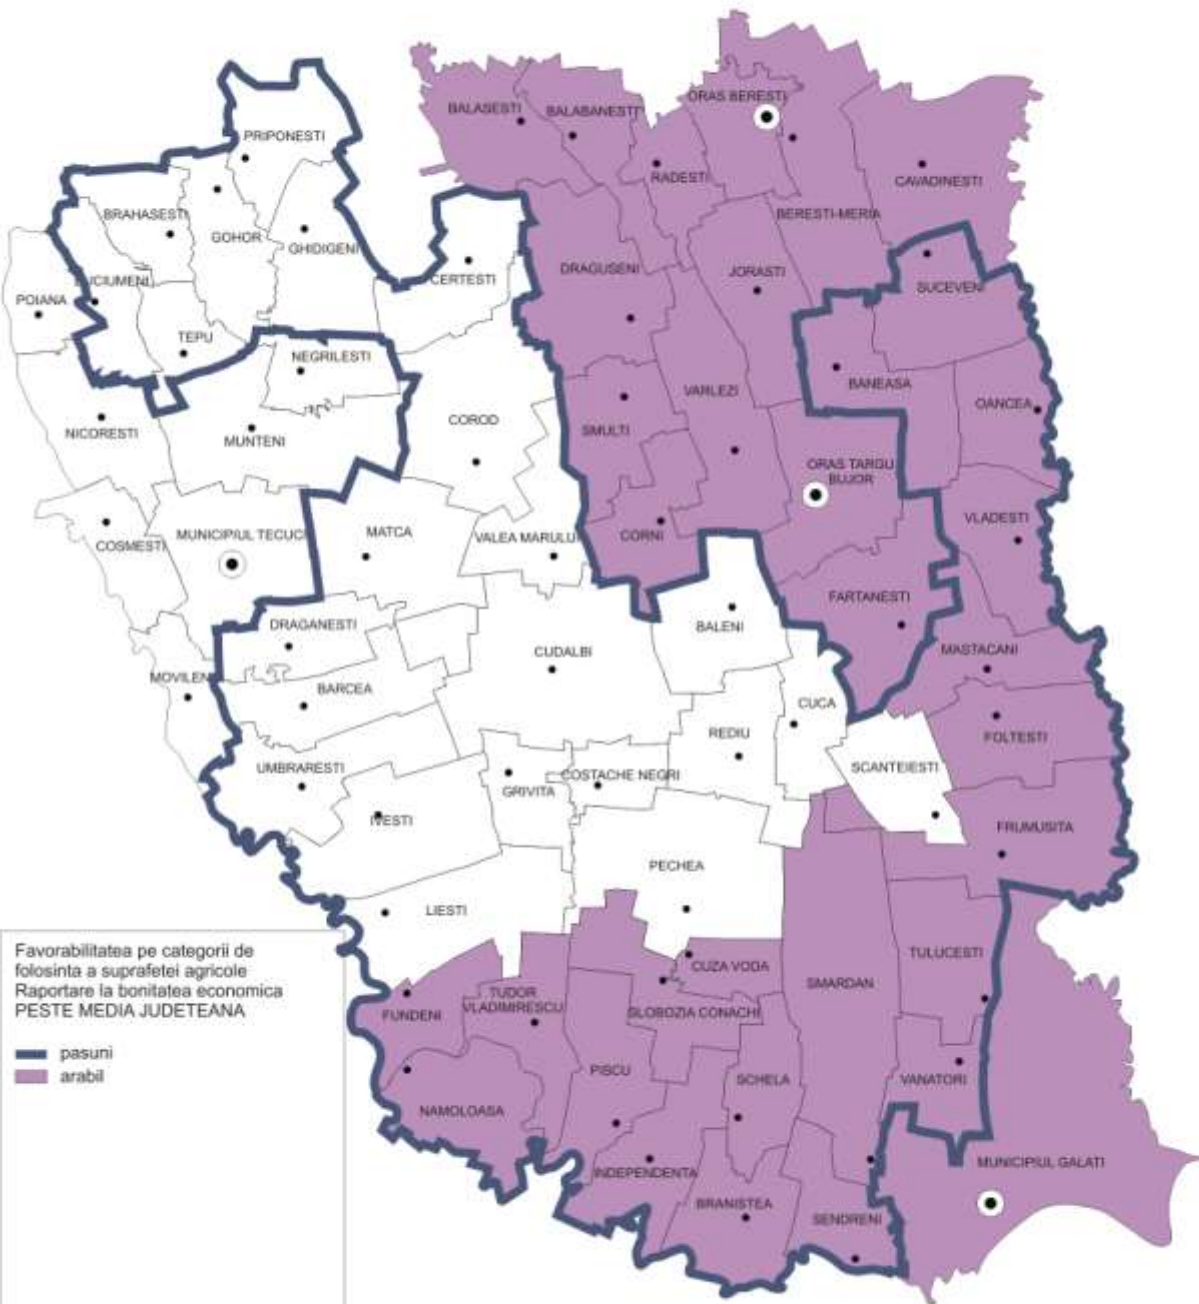 ORAS BERESTI
BALASESTI
BALABANESTI
PRIPONESTI
RADESTI
CAVADINESTI
BRAHASESTI
BERESTI-MERIA
GOHOR
GHIDIGENI
DRAGUSENI
JORASTI
CERTESTI
SUCEVENI
BUCIUMENI
POIANA
TEPU
NEGRILESTI
BANEASA
VARLEZI
OANCEA
COROD
SMULTI
NICORESTI
MUNTENI
ORAS TARGU
BUJOR
VLADESTI
MUNICIPIUL TECUCI
MATCA
VALEA MARULUI
CORNI
COSMESTI
FARTANESTI
DRAGANESTI
BALENI
CUDALBI
MASTACANI
MOVILENI
BARCEA
CUCA
REDIU
FOLTESTI
UMBRARESTI
COSTACHE NEGRI
SCANTEIESTI
GRIVITA
IVESTI
FRUMUSITA
PECHEA
LIESTI
TULUCESTI
CUZA VODA
SMARDAN
TUDOR
VLADIMIRESCU
FUNDENI
SLOBOZIA CONACHI
PISCU
SCHELA
VANATORI
NAMOLOASA
MUNICIPIUL GALATI
INDEPENDENTA
BRANISTEA
SENDRENI
Favorabilitatea pe categorii de
folosinta a suprafetei agricole
Raportare la bonitatea economica
PESTE MEDIA JUDETEANA
pasuni
arabil